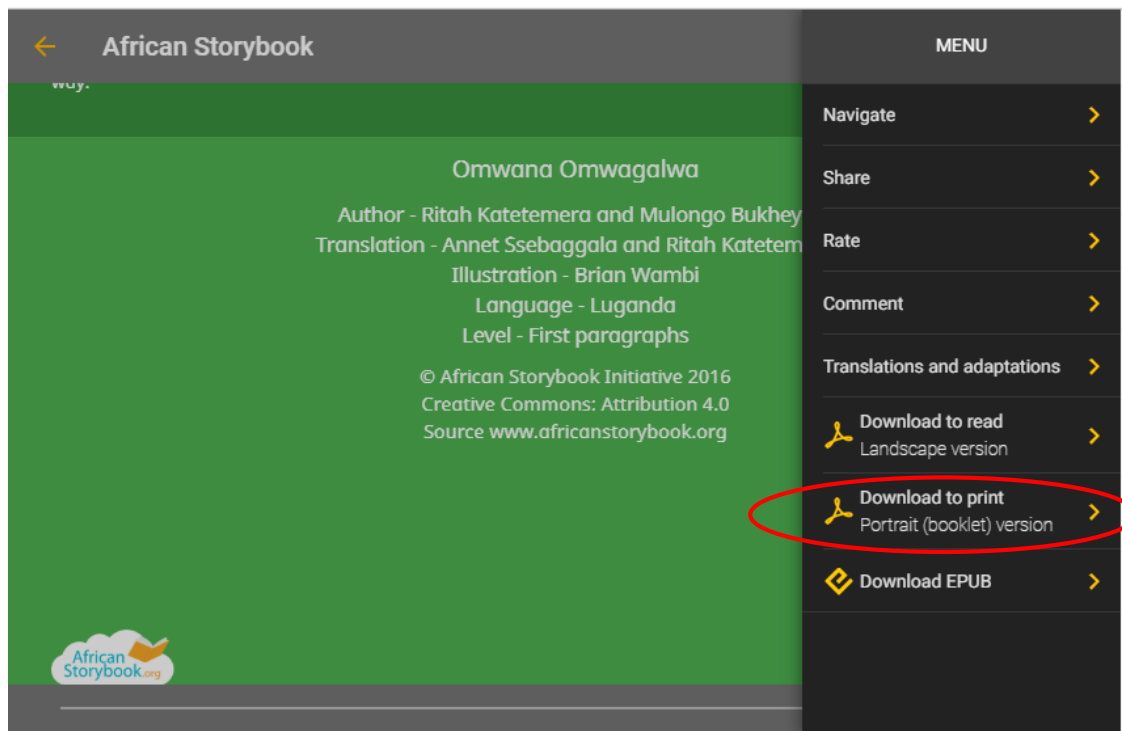 African Storybook
way.
Omwana Omwagalwa
Author - Ritah Katetemera and Mulongo Bukhey
Translation - Annet Ssebaggala and Ritah Katetem
Illustration - Brian Wambi
Language - Luganda
Level - First paragraphs
© African Storybook Initiative 2016
Creative Commons: Attribution 4.0
Source www.africanstorybook.org
African
Storybook.org
MENU
Navigate
Share
Rate
Comment
Translations and adaptations
Download to read
Landscape version
Download to print
Portrait (booklet) version
Download EPUB